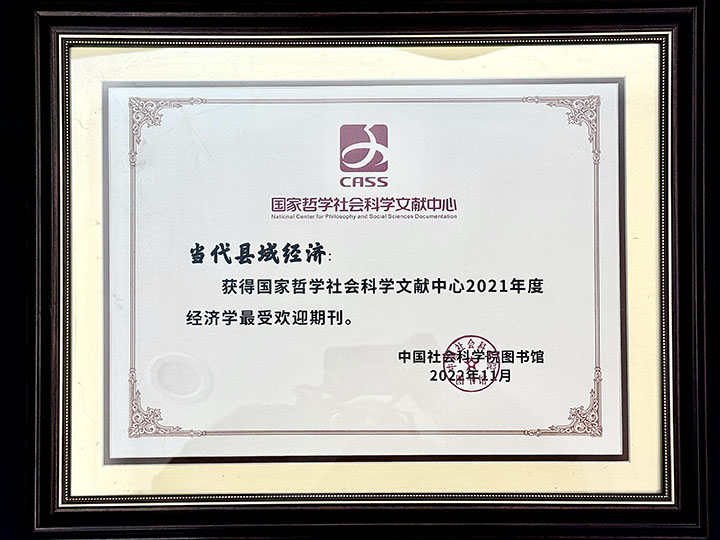 CASS
国家哲学社会科学文献中心
National Center for Philosophy and Social Sciences Documentation
当代县域经济:
获得国家哲学社会科学文献中心2021年度
经济学最受欢迎期刊。
中国社会科学院图书馆
2022年11月